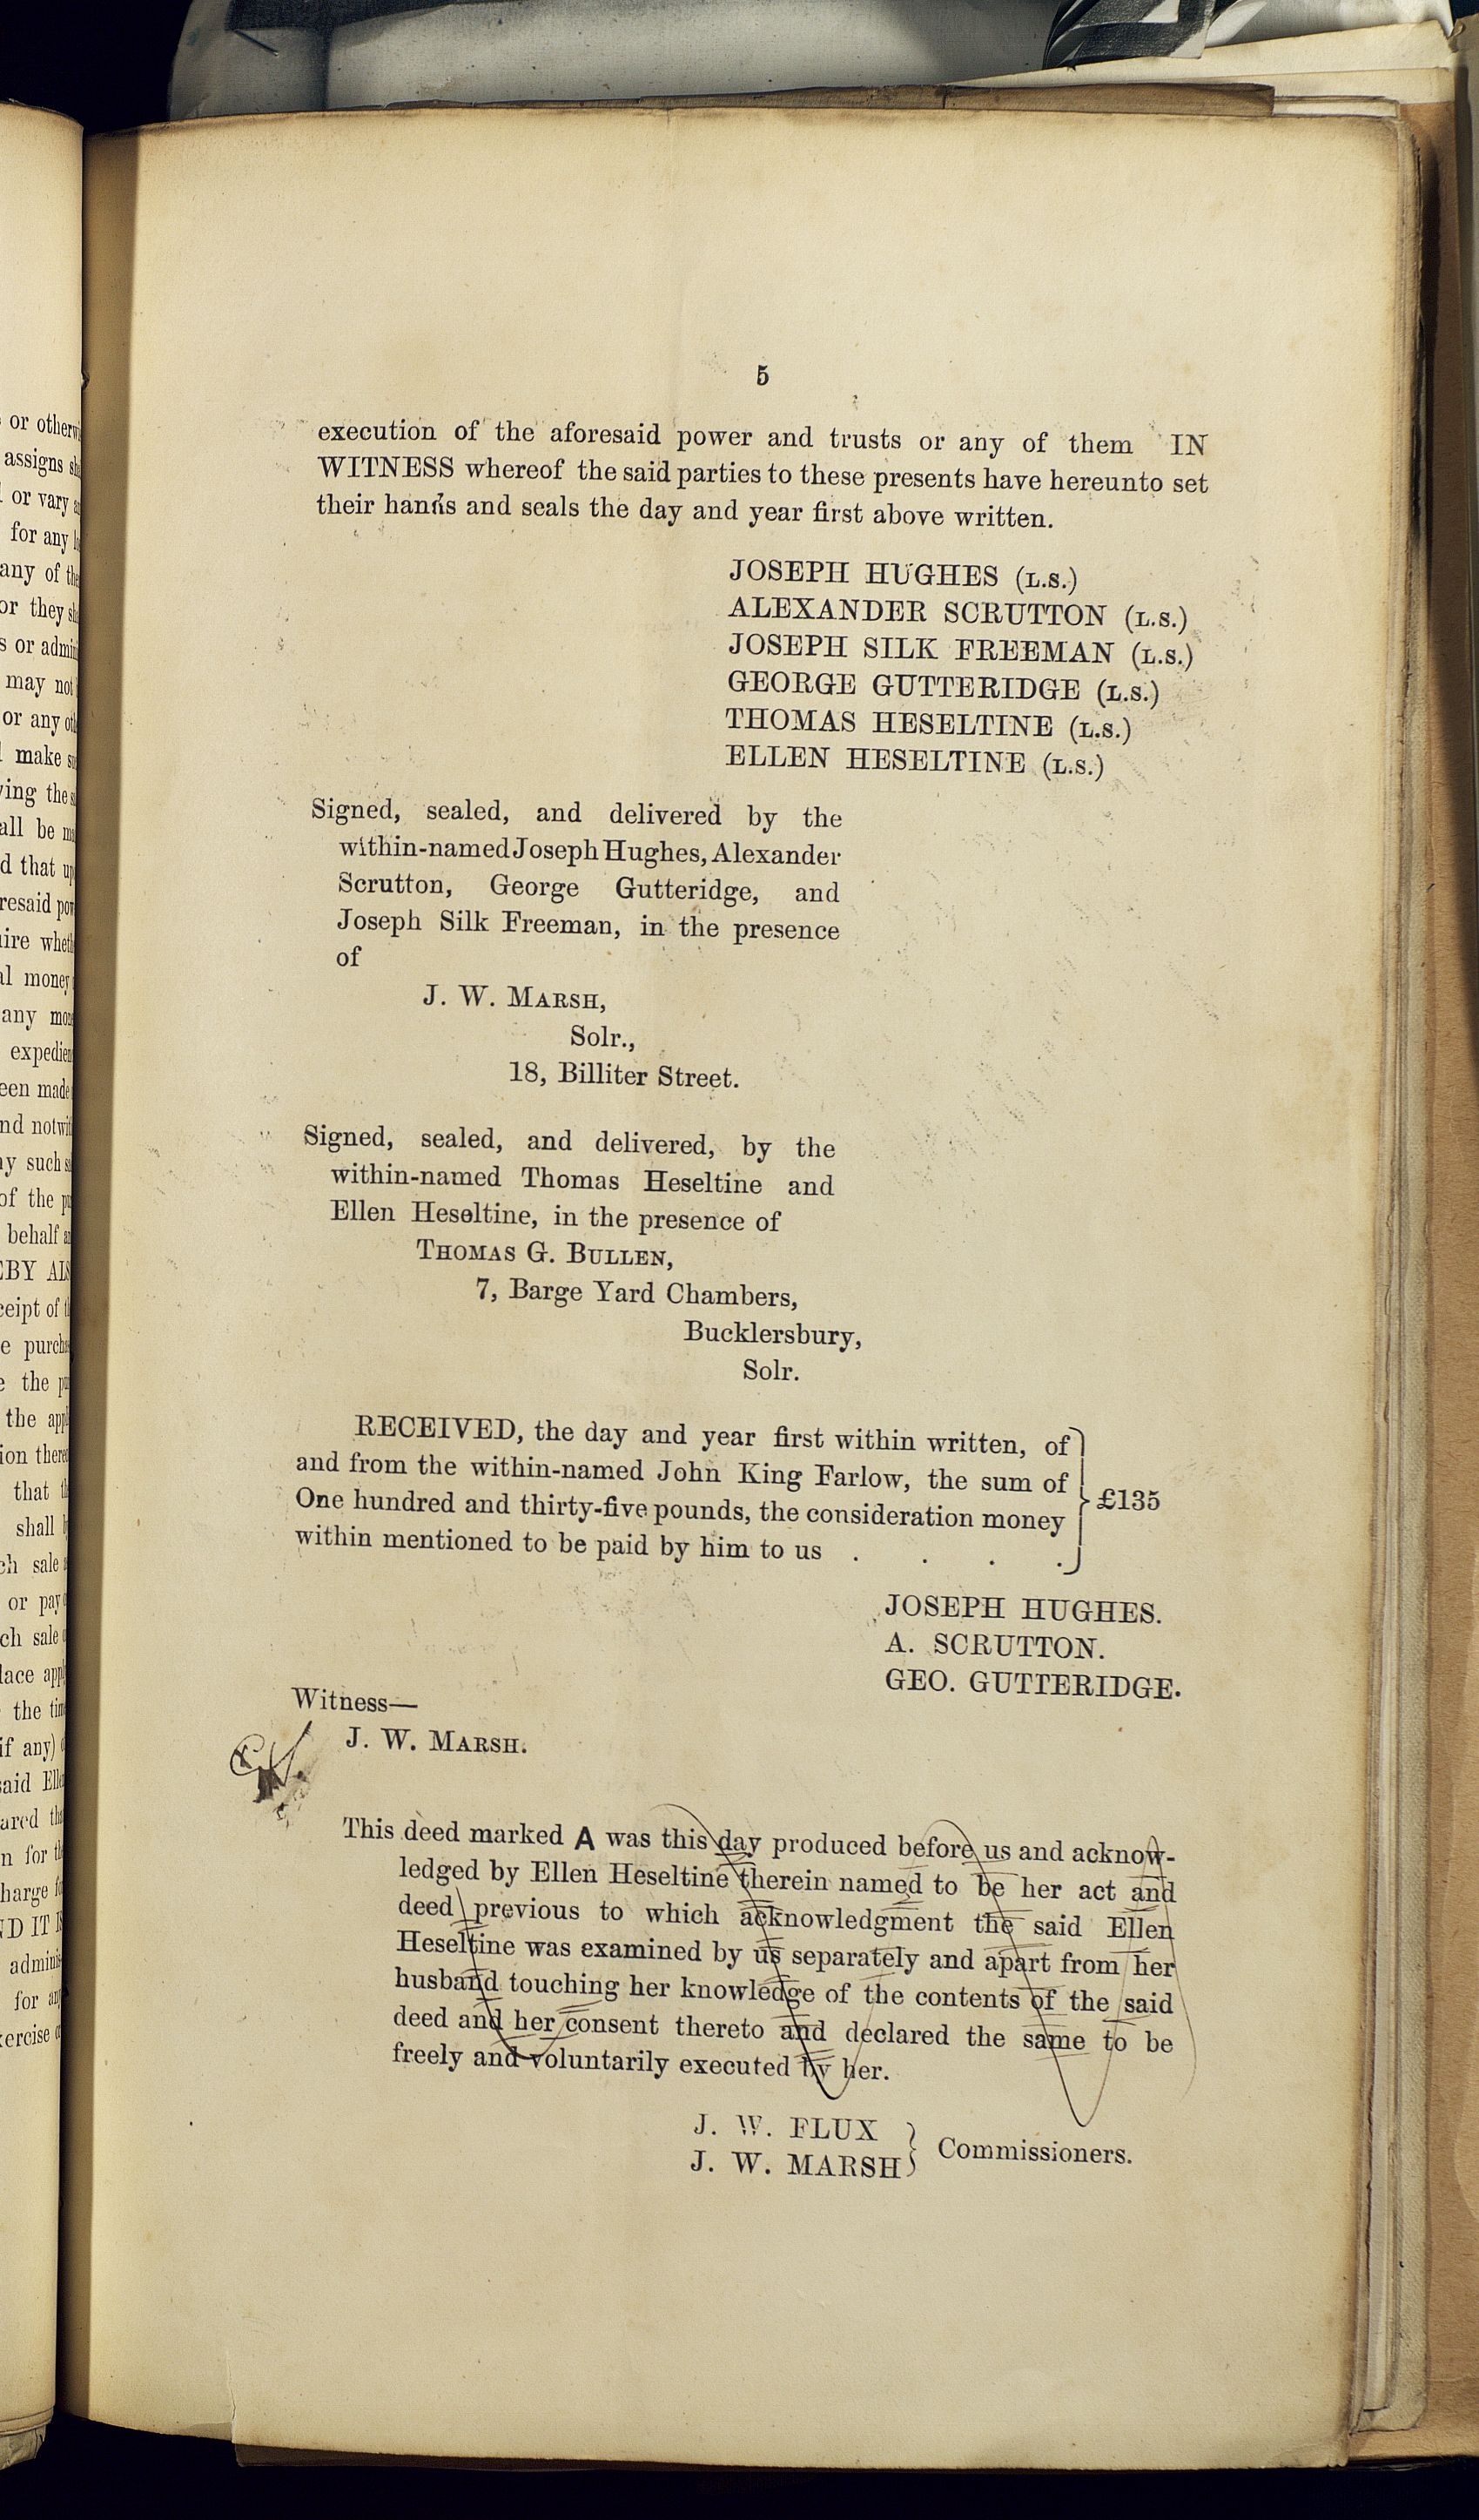 5
execution of the aforesaid power and trusts or any of them IN
WITNESS whereof the said parties to these presents have hereunto set
their hands and seals the day and year first above written.
JOSEPH HUGHES (L.S.)
ALEXANDER SCRUTTON (L.S.)
JOSEPH SILK FREEMAN (L.S.)
GEORGE GUTTERIDGE (L.S.)
THOMAS HESELTINE (L.S.)
ELLEN HESELTINE (L.S.)
Signed, sealed, and delivered by the
within-named Joseph Hughes, Alexander
Scrutton, George Gutteridge, and
Joseph Silk Freeman, in the presence
of
J. W. MARSH,
Solr.,
18, Billiter Street.
Signed, sealed, and delivered, by the
within-named Thomas Heseltine and
Ellen Heseltine, in the presence of
THOMAS G. BULLEN,
7, Barge Yard Chambers,
Bucklersbury,
Solr.
RECEIVED, the day and year first within written, of
and from the within-named John King Farlow, the sum of
One hundred and thirty-five pounds, the consideration money
within mentioned to be paid by him to us . . . .
£135
JOSEPH HUGHES.
A. SCRUTTON.
GEO. GUTTERIDGE.
Witness—
J. W. MARSH.
This deed marked A was this day produced before us and acknow-
ledged by Ellen Heseltine therein named to be her act and
deed previous to which acknowledgment the said Ellen
Heseltine was examined by us separately and apart from her
husband touching her knowledge of the contents of the said
deed and her consent thereto and declared the same to be
freely and voluntarily executed by her.
J. W. FLUX
J. W. MARSH
Commissioners.